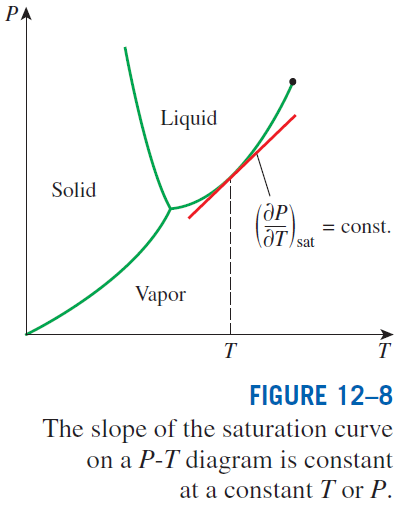 P
Liquid
Solid
(∂P/∂T)sat = const.
Vapor
T
T
FIGURE 12–8
The slope of the saturation curve
on a P-T diagram is constant
at a constant T or P.